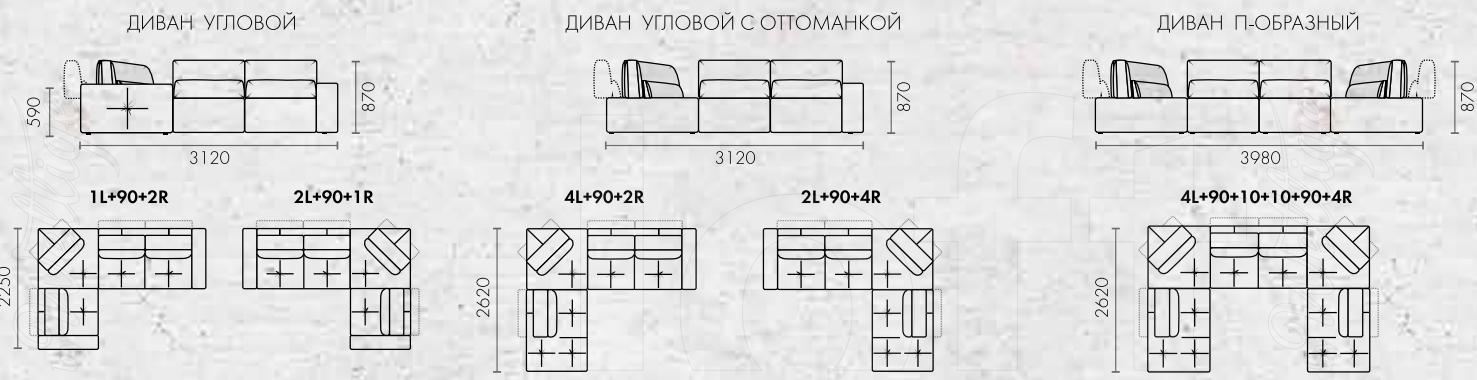 ДИВАН УГЛОВОЙ
590
870
3120
1L+90+2R
2L+90+1R
2250
ДИВАН УГЛОВОЙ С ОТТОМАНКОЙ
870
3120
4L+90+2R
2L+90+4R
2620
ДИВАН П-ОБРАЗНЫЙ
870
3980
4L+90+10+10+90+4R
2620